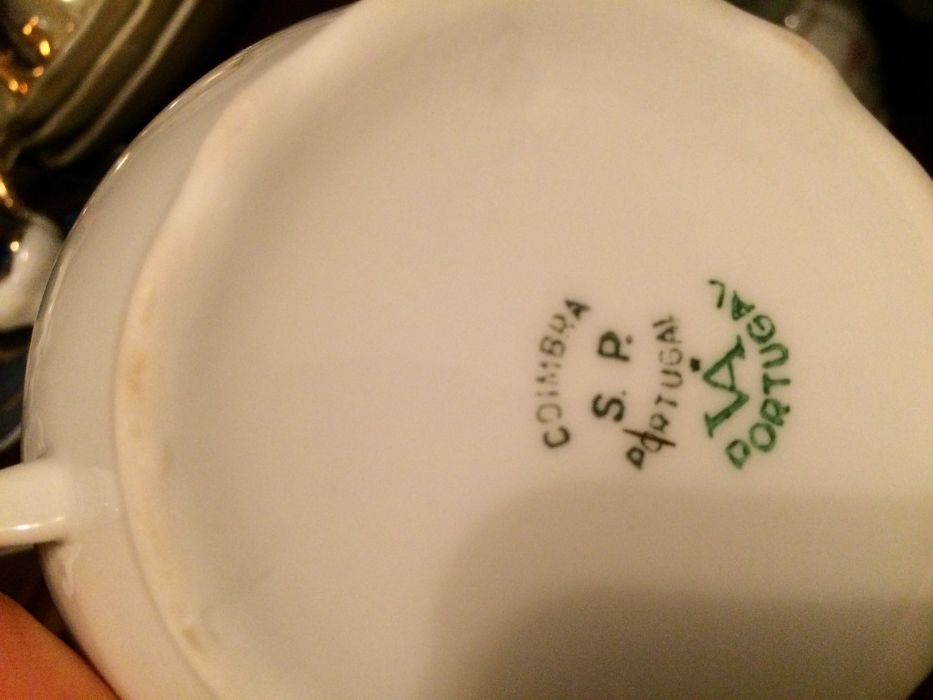 COIMBRA
S. P.
PORTUGAL
VA
PORTUGAL